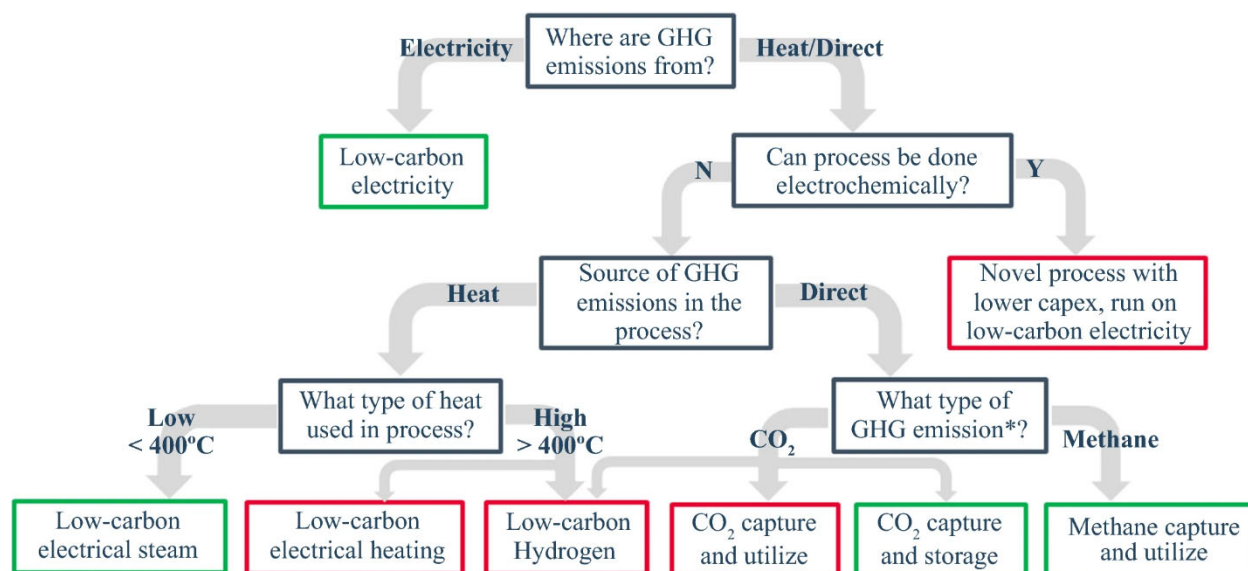 Electricity
Where are GHG
emissions from?
Heat/Direct
Low-carbon
electricity
N
Can process be done
electrochemically?
Y
Heat
Source of GHG
emissions in the
process?
Direct
Novel process with
lower capex, run on
low-carbon electricity
Low
< 400ºC
What type of heat
used in process?
High
> 400ºC
CO₂
What type of
GHG emission*?
Methane
Low-carbon
electrical steam
Low-carbon
electrical heating
Low-carbon
Hydrogen
CO₂ capture
and utilize
CO₂ capture
and storage
Methane capture
and utilize